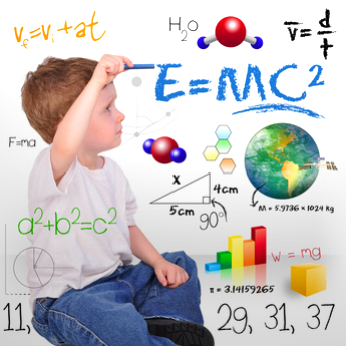 vf=vi+at
H2O
v̄=d/t
E=MC²
F=ma
x
4cm
5cm
90°
M = 5.9736 x 1024 kg
a²+b²=c²
w = mg
π = 3.14159265
11,
29, 31, 37